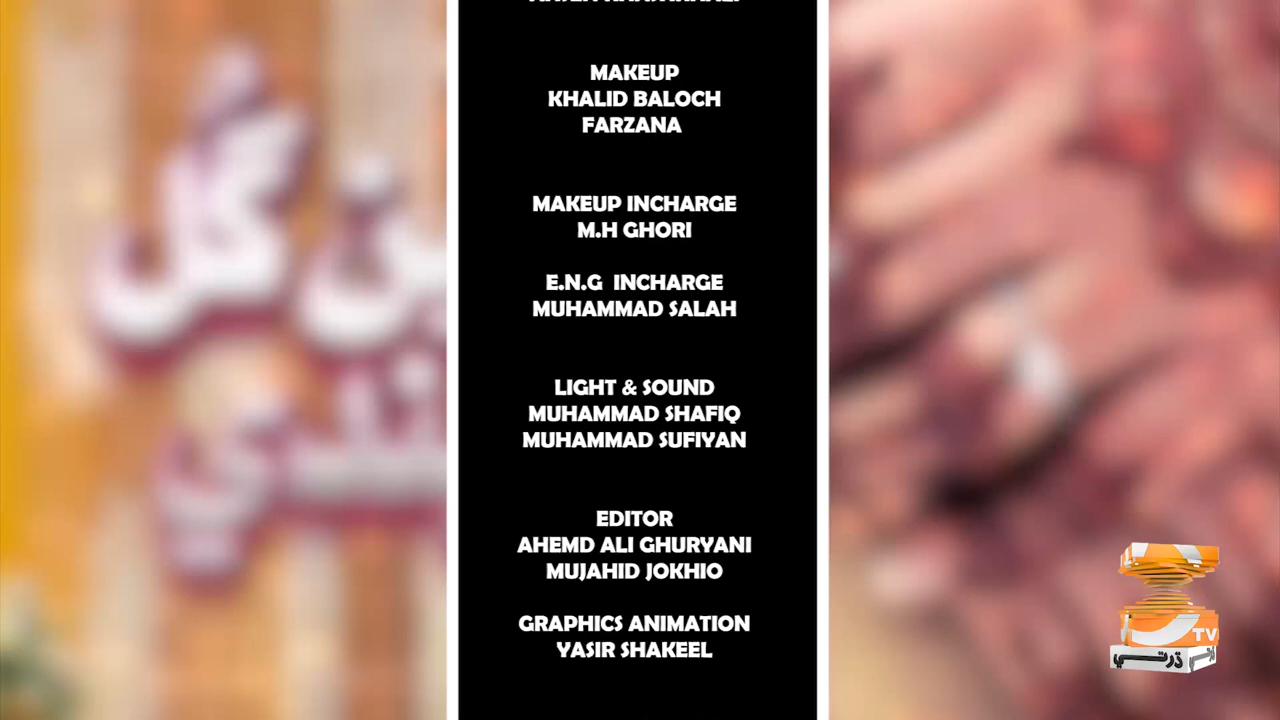 MAKEUP
KHALID BALOCH
FARZANA
MAKEUP INCHARGE
M.H GHORI
E.N.G INCHARGE
MUHAMMAD SALAH
LIGHT & SOUND
MUHAMMAD SHAFIQ
MUHAMMAD SUFIYAN
EDITOR
AHEMD ALI GHURYANI
MUJAHID JOKHIO
GRAPHICS ANIMATION
YASIR SHAKEEL
TV
ڌرتي